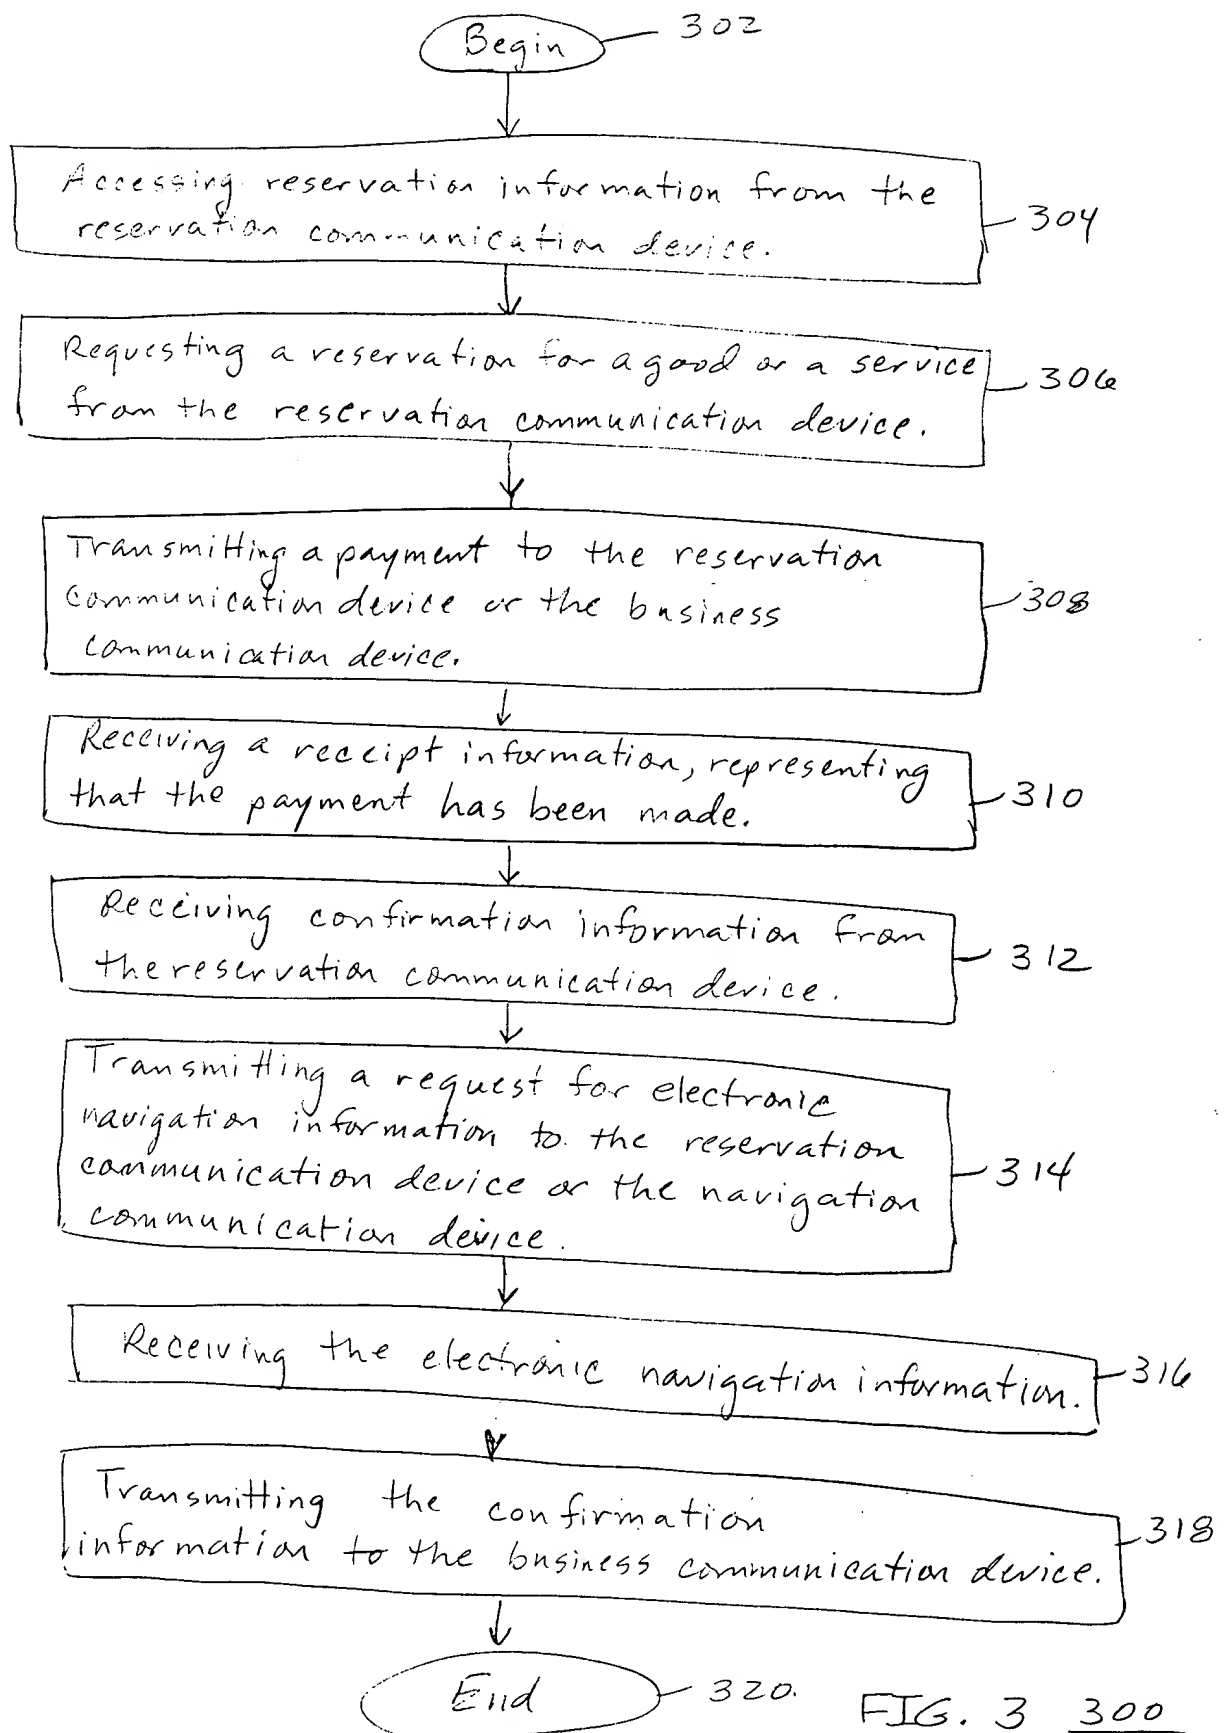 Begin 302
Accessing reservation information from the
reservation communication device.
304
Requesting a reservation for a good or a service
from the reservation communication device.
306
Transmitting a payment to the reservation
communication device or the business
communication device.
308
Receiving a receipt information, representing
that the payment has been made.
310
Receiving confirmation information from
the reservation communication device.
312
Transmitting a request for electronic
navigation information to the reservation
communication device or the navigation
communication device.
314
Receiving the electronic navigation information.
316
Transmitting the confirmation
information to the business communication device.
318
End 320.
FIG. 3 300